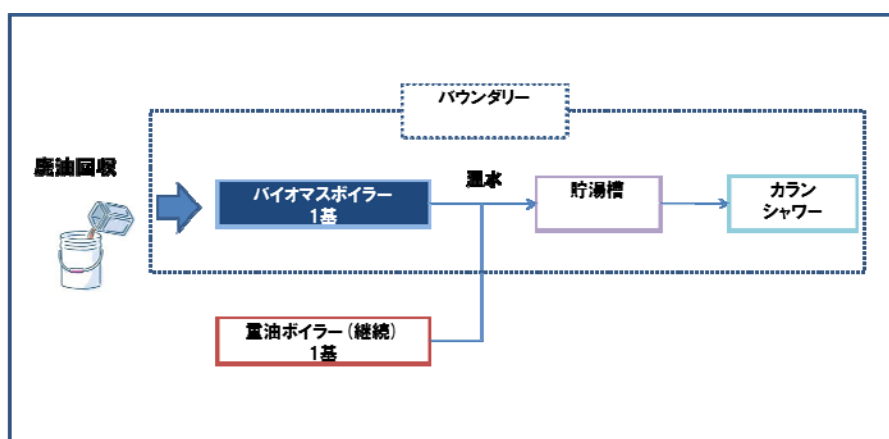 バウンダリー
廃油回収
バイオマスボイラー
1基
温水
貯湯槽
カラン
シャワー
重油ボイラー（継続）
1基